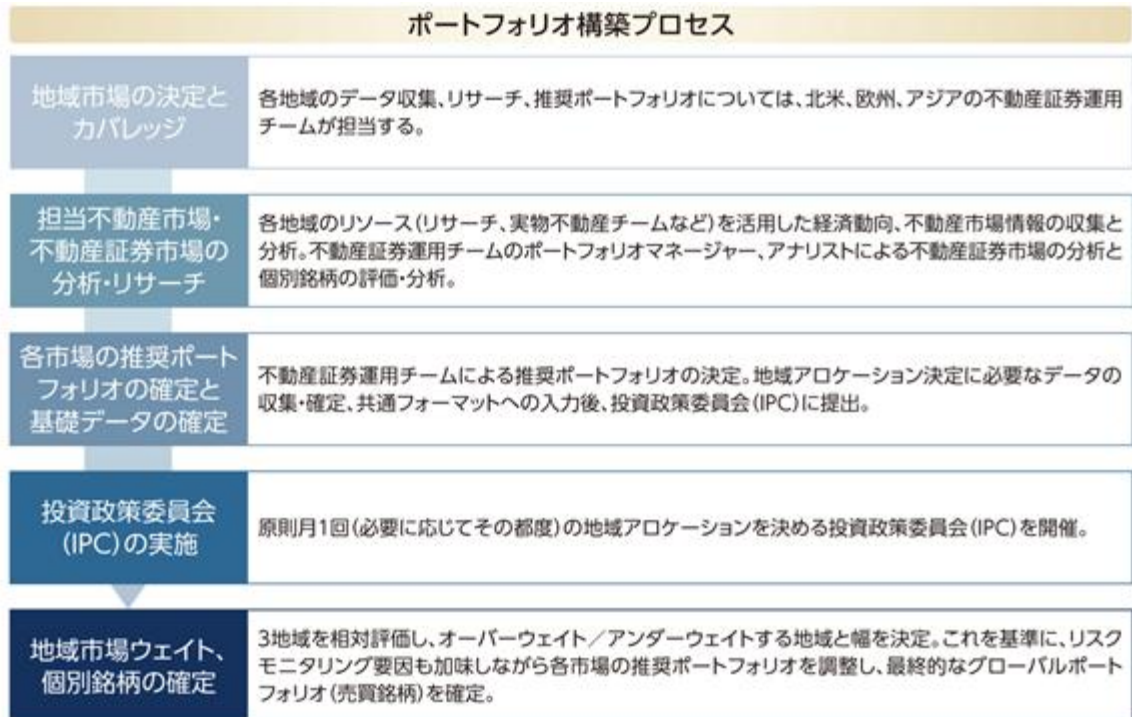 ポートフォリオ構築プロセス
地域市場の決定と
カバレッジ
各地域のデータ収集、リサーチ、推奨ポートフォリオについては、北米、欧州、アジアの不動産証券運用
チームが担当する。
担当不動産市場・
不動産証券市場の
分析・リサーチ
各地域のリソース(リサーチ、実物不動産チームなど)を活用した経済動向、不動産市場情報の収集と
分析。不動産証券運用チームのポートフォリオマネージャー、アナリストによる不動産証券市場の分析と
個別銘柄の評価・分析。
各市場の推奨ポート
フォリオの確定と
基礎データの確定
不動産証券運用チームによる推奨ポートフォリオの決定。地域アロケーション決定に必要なデータの
収集・確定、共通フォーマットへの入力後、投資政策委員会(IPC)に提出。
投資政策委員会
(IPC)の実施
原則月1回(必要に応じてその都度)の地域アロケーションを決める投資政策委員会(IPC)を開催。
地域市場ウェイト、
個別銘柄の確定
3地域を相対評価し、オーバーウェイト/アンダーウェイトする地域と幅を決定。これを基準に、リスク
モニタリング要因も加味しながら各市場の推奨ポートフォリオを調整し、最終的なグローバルポート
フォリオ(売買銘柄)を確定。